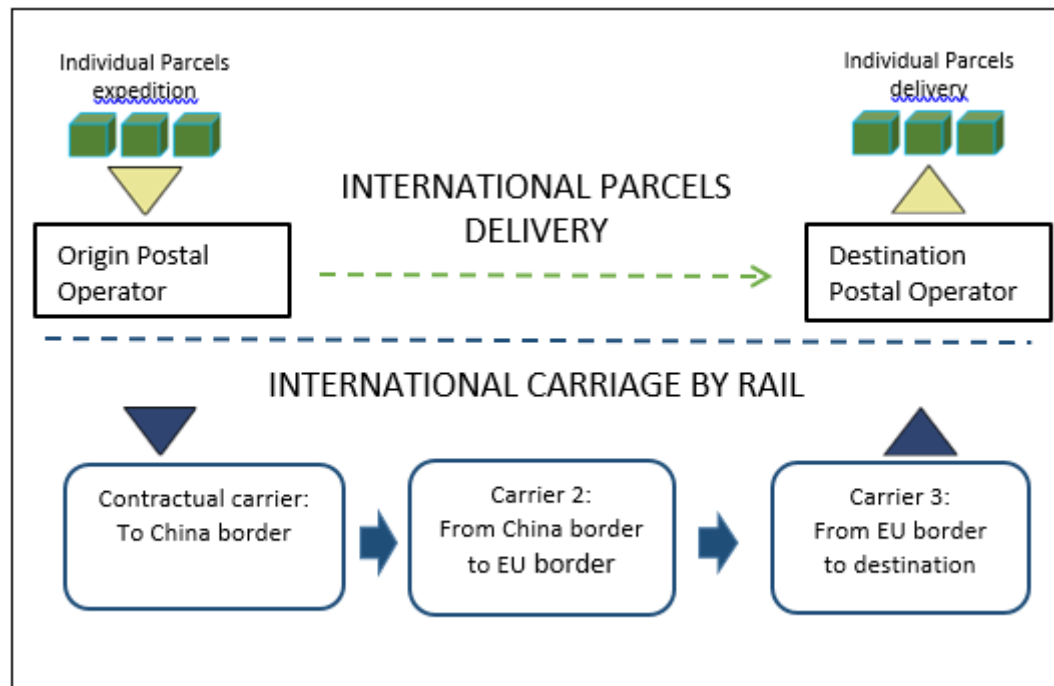 Individual Parcels
expedition
Individual Parcels
delivery
INTERNATIONAL PARCELS
DELIVERY
Origin Postal
Operator
Destination
Postal Operator
INTERNATIONAL CARRIAGE BY RAIL
Contractual carrier:
To China border
Carrier 2:
From China border
to EU border
Carrier 3:
From EU border
to destination